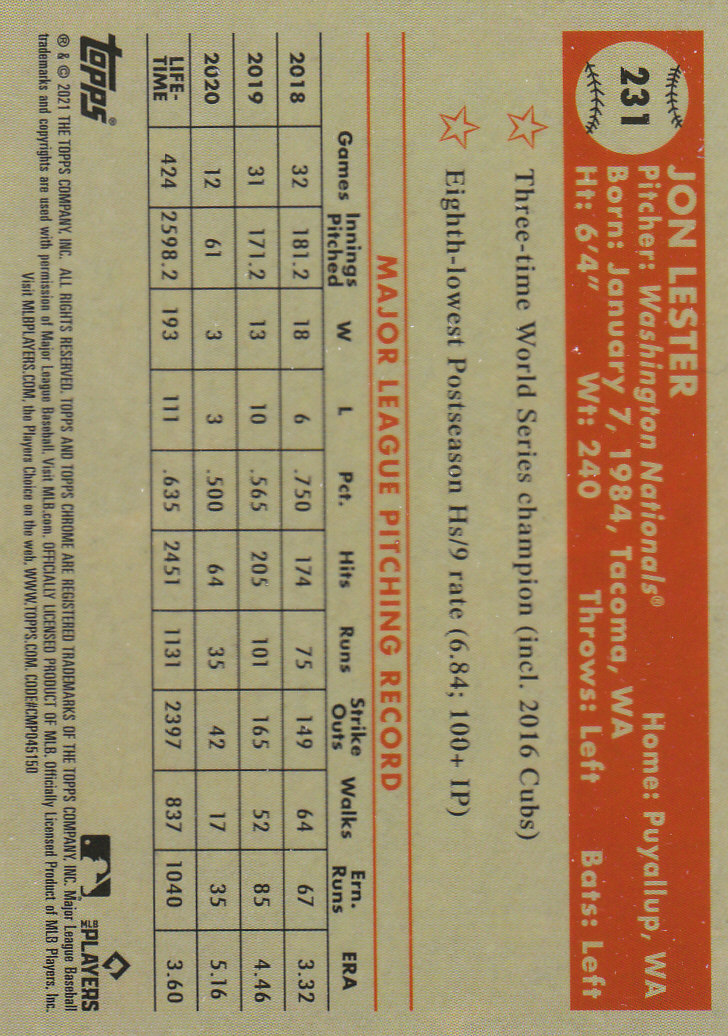 231
JON LESTER
Pitcher: Washington Nationals® Home: Puyallup, WA
Born: January 7, 1984, Tacoma, WA
Ht: 6'4" Wt: 240 Throws: Left Bats: Left
Three-time World Series champion (incl. 2016 Cubs)
Eighth-lowest Postseason Hs/9 rate (6.84; 100+ IP)
MAJOR LEAGUE PITCHING RECORD
Games Innings Pitched W L Pct. Hits Runs Strike Outs Walks Ern. Runs ERA
2018 32 181.2 18 6 .750 174 75 149 64 67 3.32
2019 31 171.2 13 10 .565 205 101 165 52 85 4.46
2020 12 61 3 3 .500 64 35 42 17 35 5.16
LIFE-TIME 424 2598.2 193 111 .635 2451 1131 2397 837 1040 3.60
topps®
MLB PLAYERS
® & © 2021 THE TOPPS COMPANY, INC. ALL RIGHTS RESERVED. TOPPS AND TOPPS CHROME ARE REGISTERED TRADEMARKS OF THE TOPPS COMPANY, INC. Major League Baseball
trademarks and copyrights are used with permission of Major League Baseball. Visit MLB.com. OFFICIALLY LICENSED PRODUCT OF MLB. Officially Licensed Product of MLB Players, Inc.
Visit MLBPLAYERS.COM, the Players Choice on the web. WWW.TOPPS.COM. CODE#CMP045150